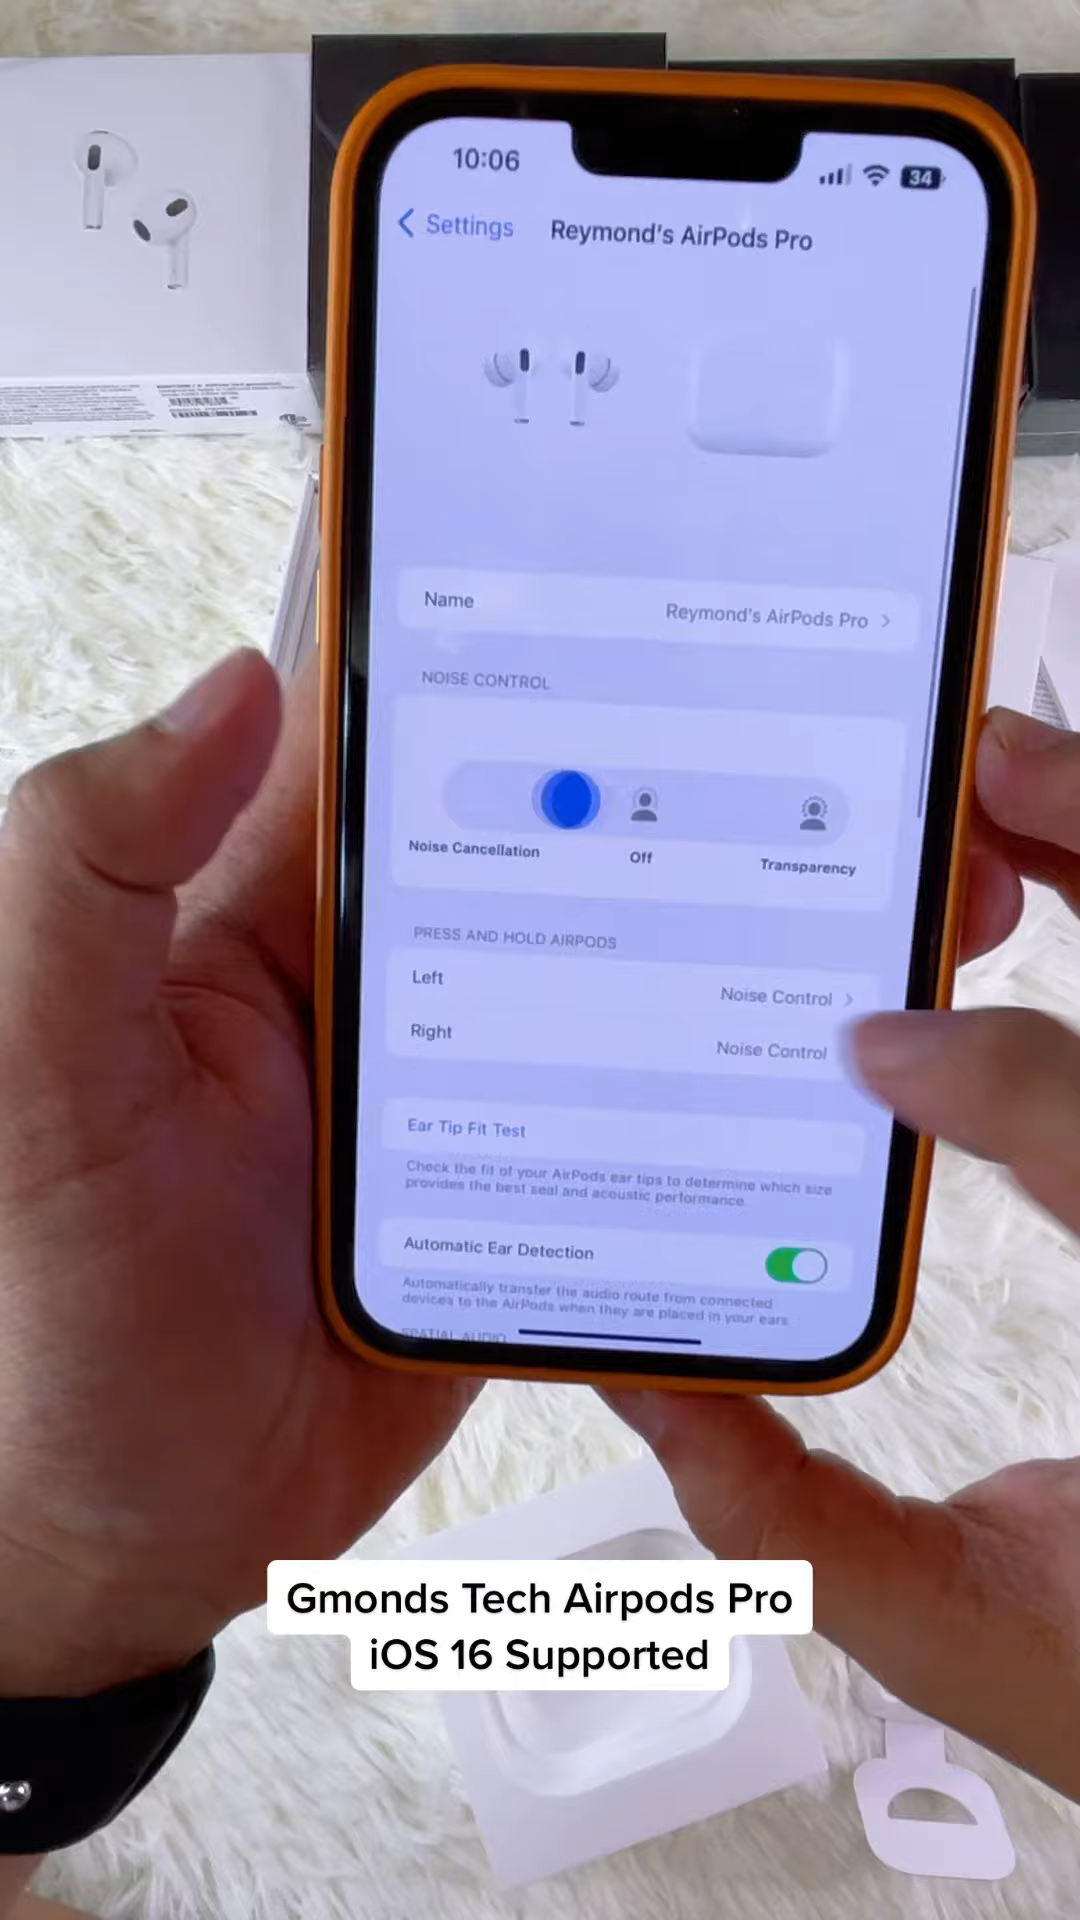 10:06
34
Settings
Reymond's AirPods Pro
Name
Reymond's AirPods Pro
NOISE CONTROL
Noise Cancellation
Off
Transparency
PRESS AND HOLD AIRPODS
Left
Noise Control
Right
Noise Control
Ear Tip Fit Test
Check the fit of your AirPods ear tips to determine which size
provides the best seal and acoustic performance.
Automatic Ear Detection
Automatically transfer the audio route from connected
devices to the AirPods when they are placed in your ears.
SPATIAL AUDIO
Gmonds Tech Airpods Pro
iOS 16 Supported